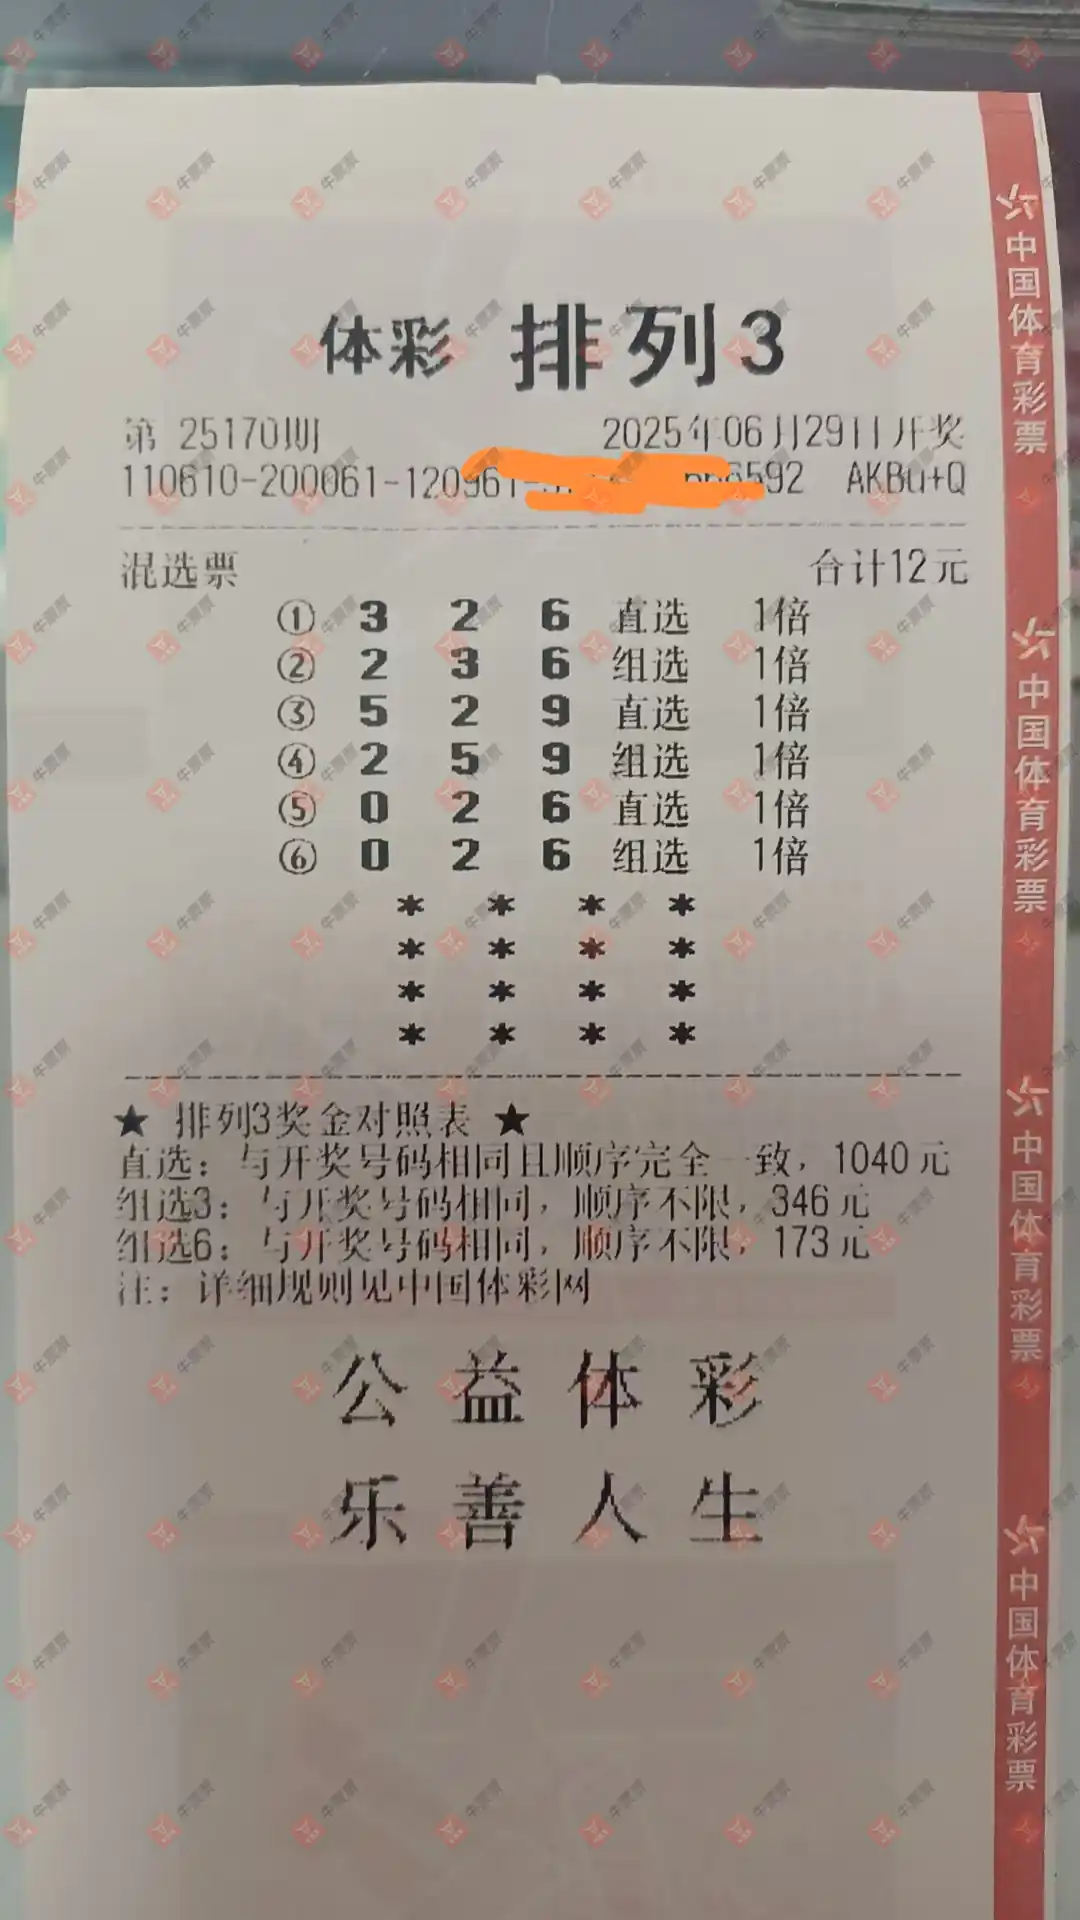 体彩 排列3
第 25170期 2025年06月29日开奖
110610-200061-120961- 592 AKBu+Q
混选票 合计12元
① 3 2 6 直选 1倍
② 2 3 6 组选 1倍
③ 5 2 9 直选 1倍
④ 2 5 9 组选 1倍
⑤ 0 2 6 直选 1倍
⑥ 0 2 6 组选 1倍
* * * *
* * * *
* * * *
* * * *
★ 排列3奖金对照表 ★
直选：与开奖号码相同且顺序完全一致，1040元
组选3：与开奖号码相同，顺序不限，346元
组选6：与开奖号码相同，顺序不限，173元
注：详细规则见中国体彩网
公益体彩
乐善人生
中国体育彩票
中国体育彩票
中国体育彩票
中国体育彩票